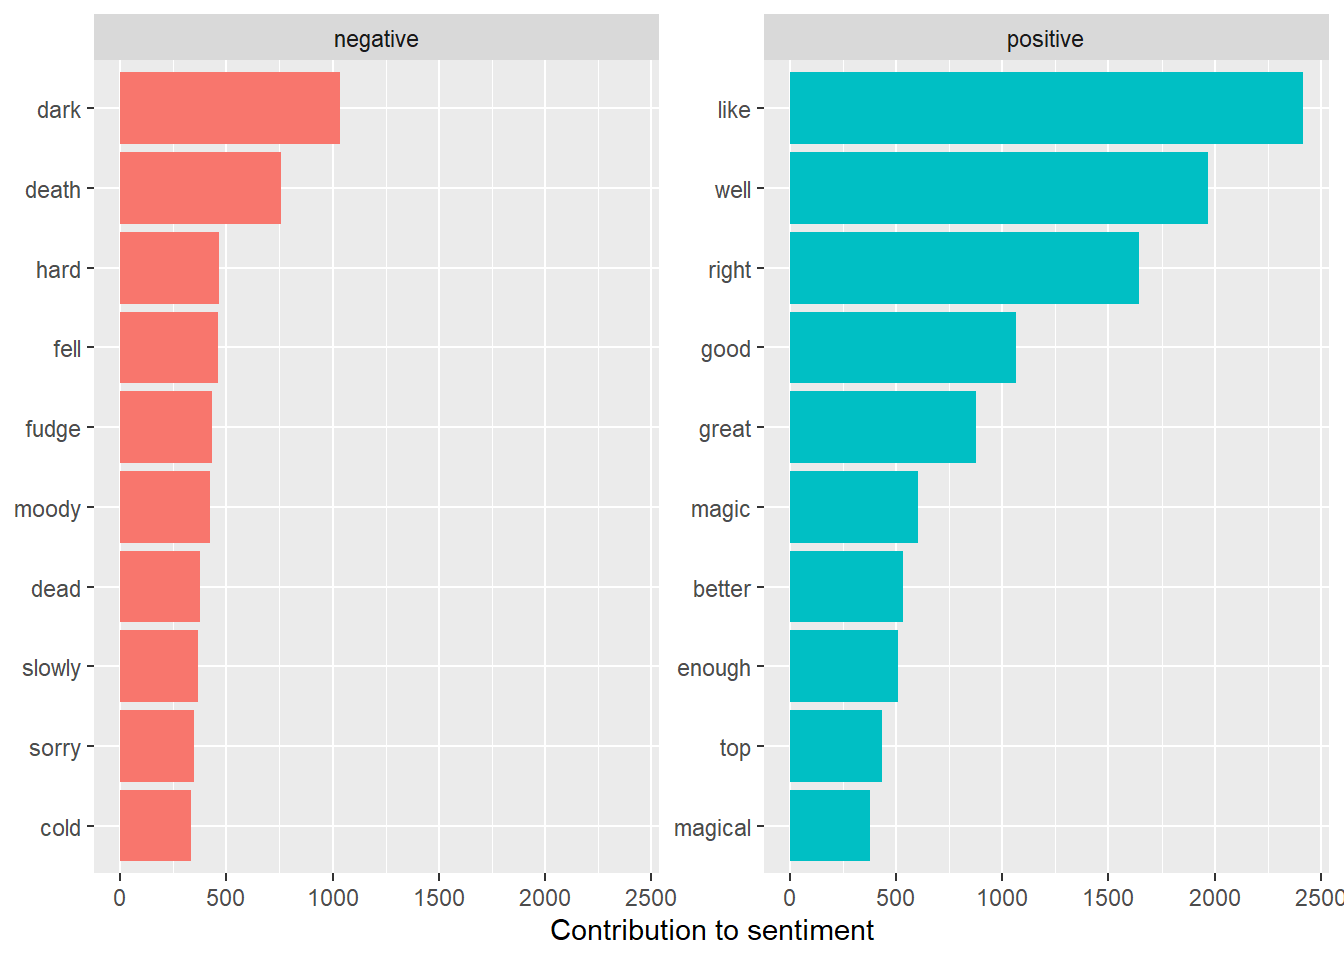 negative
dark
death
hard
fell
fudge
moody
dead
slowly
sorry
cold
0 500 1000 1500 2000 2500
positive
like
well
right
good
great
magic
better
enough
top
magical
0 500 1000 1500 2000 2500
Contribution to sentiment